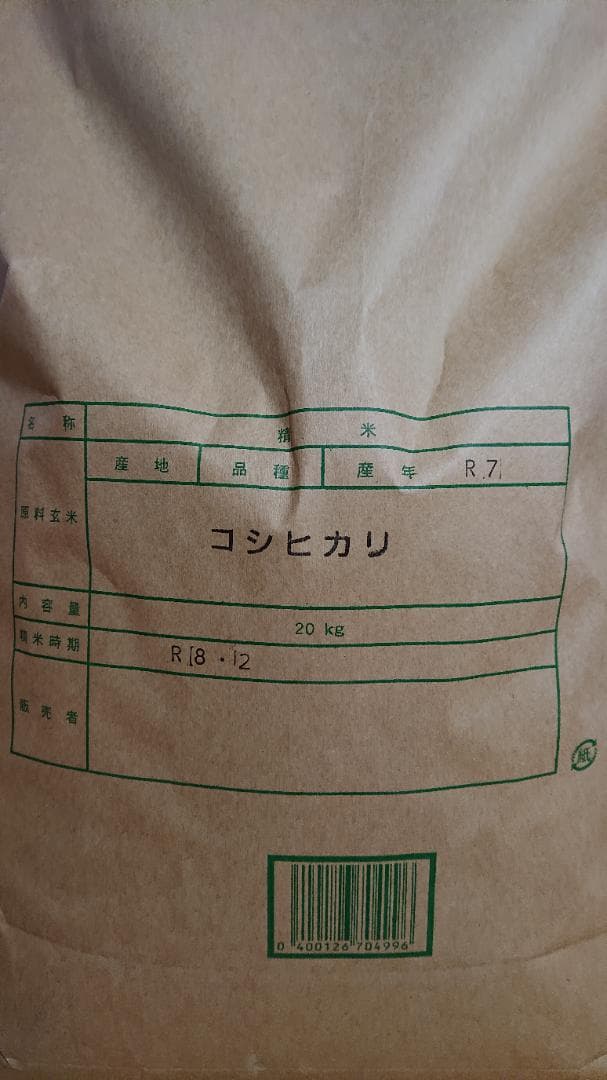 名称 精米
産地 品種 産年 R.7
原料玄米
コシヒカリ
内容量 20 kg
精米時期 R8・2
販売者
紙
0 400126 704996